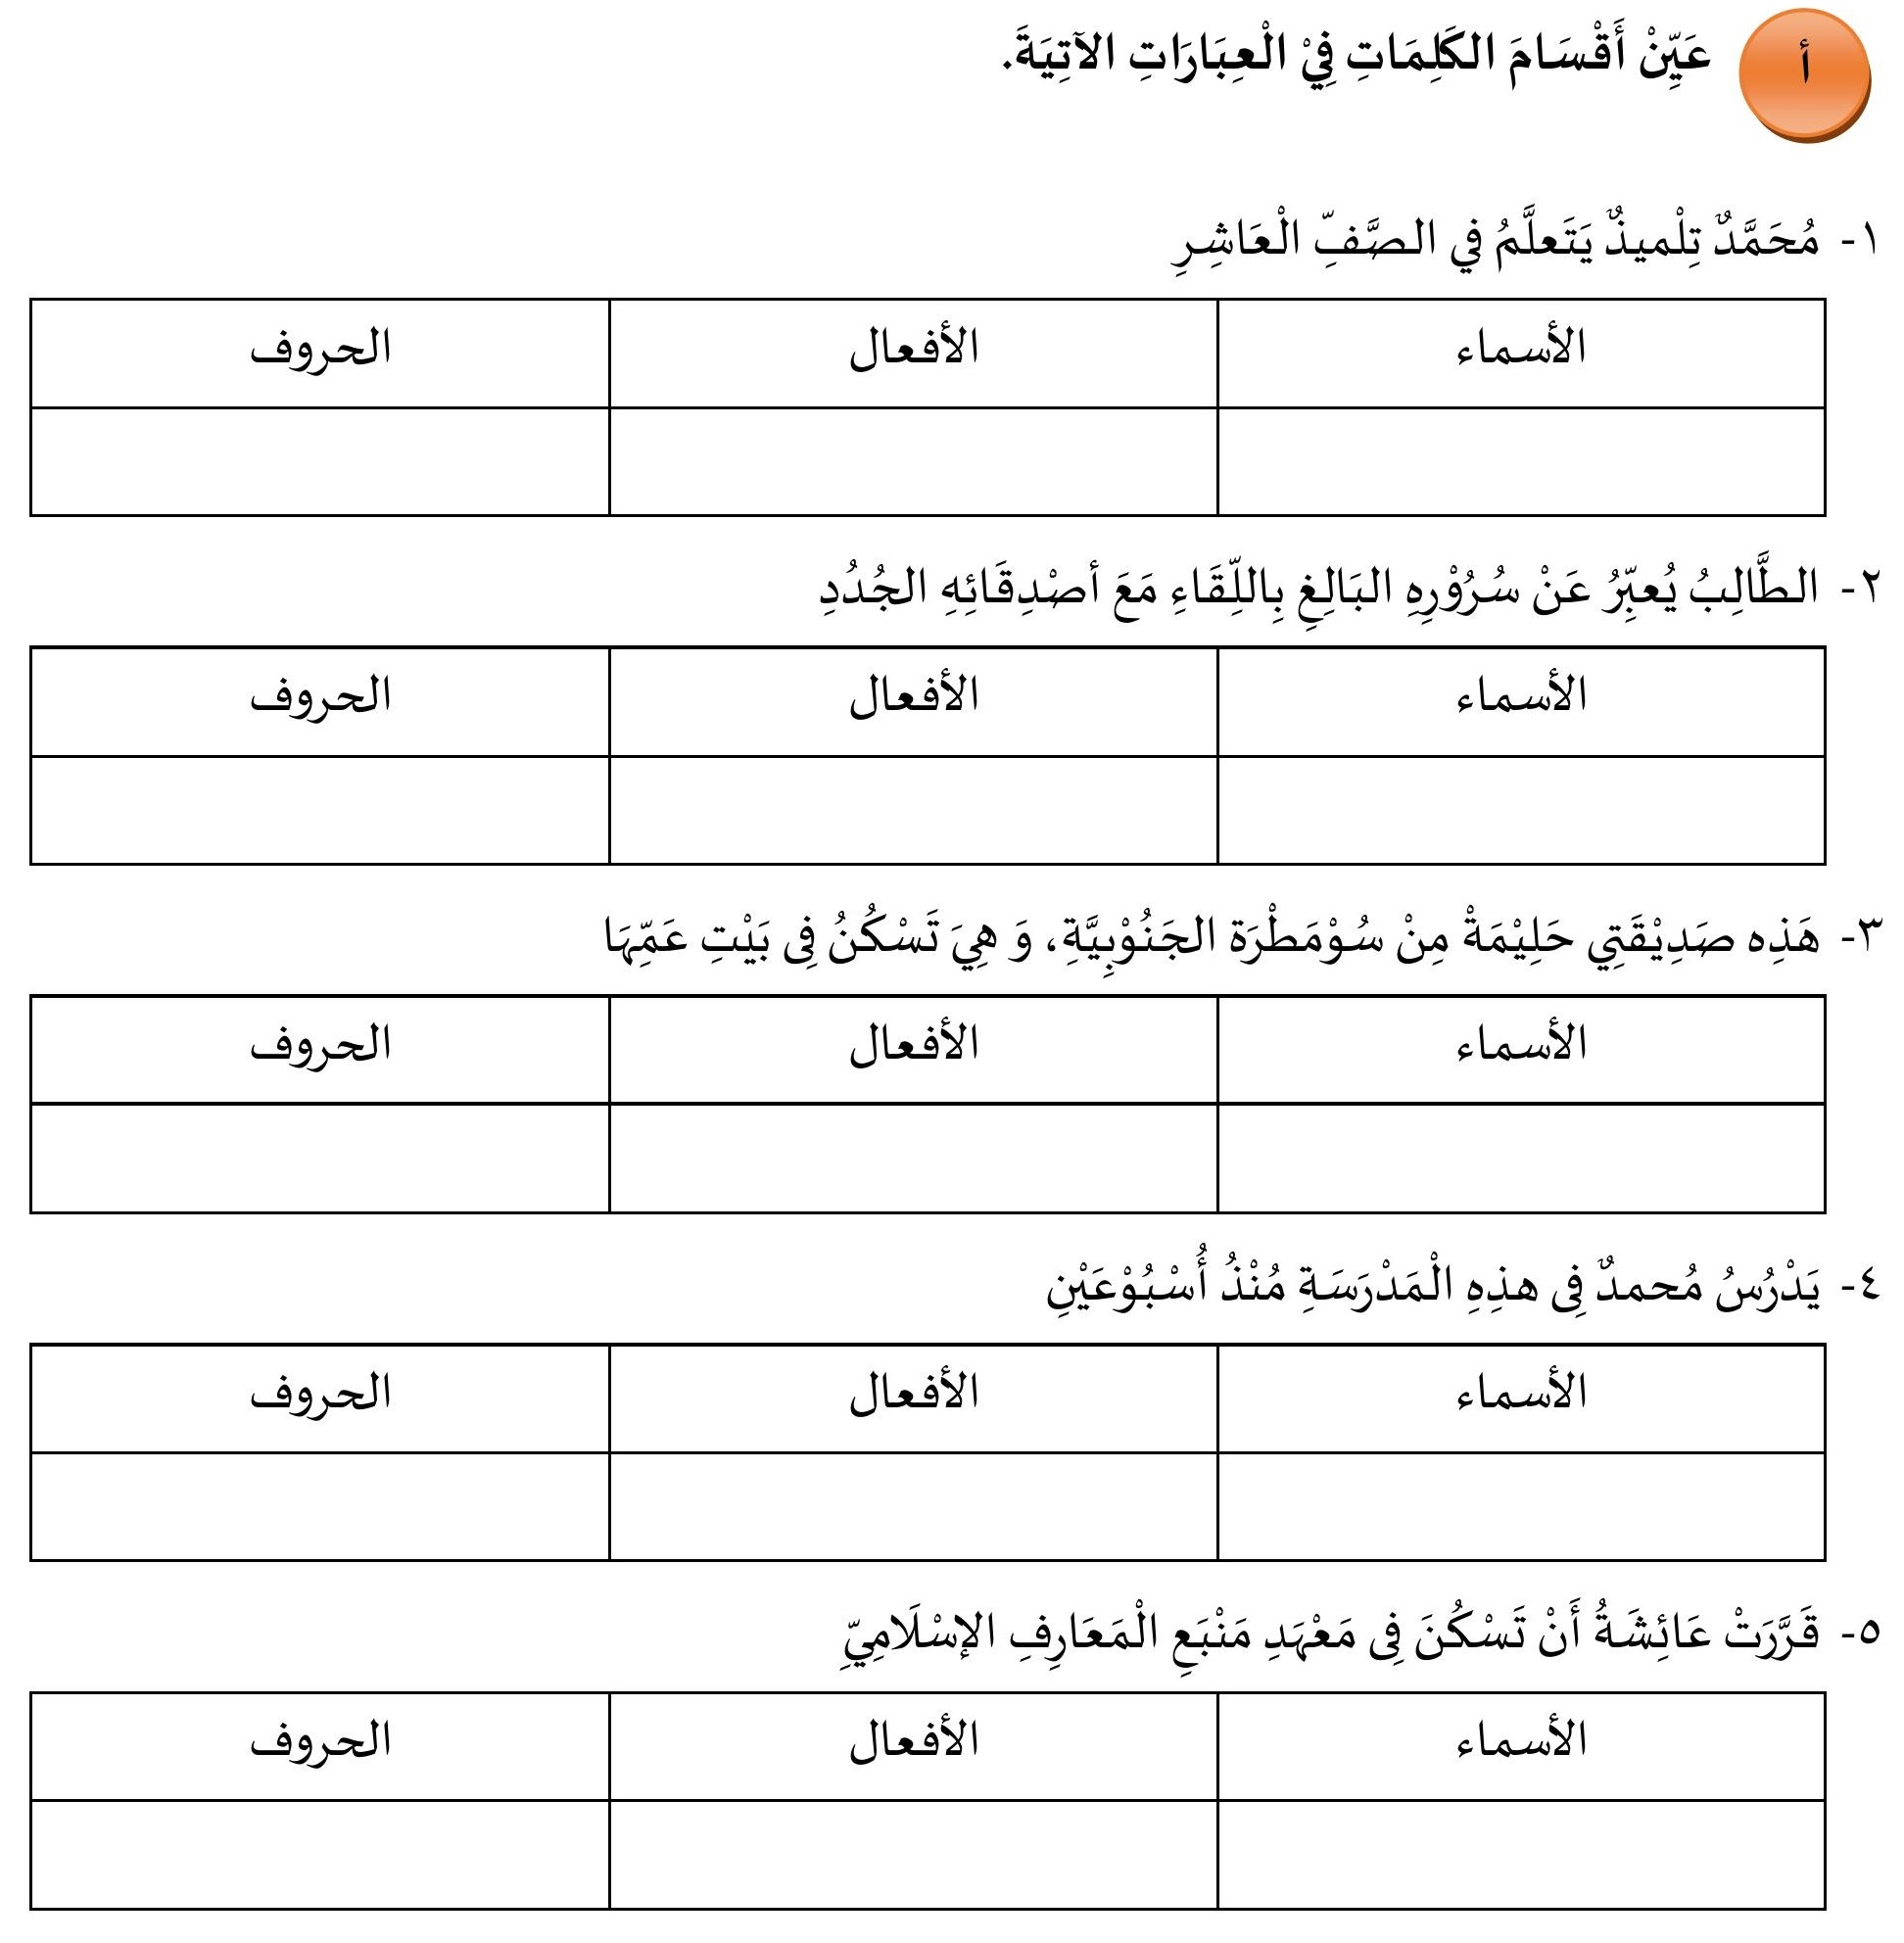 أ
عَيِّنْ أَقْسَامَ الكَلِمَاتِ فِيْ الْعِبَارَاتِ الآتِيَةَ.
١- مُحَمَّدٌ تِلْميذٌ يَتَعلَّمُ في الصَّفِّ الْعَاشِرِ
الأسماء الأفعال الحروف
٢- الطَّالِبُ يُعبِّرُ عَنْ سُرُوْرِهِ البَالِغِ بِاللِّقَاءِ مَعَ أصْدِقَائِهِ الجُدُدِ
الأسماء الأفعال الحروف
٣- هَذِه صَدِيْقَتِي حَلِيْمَةْ مِنْ سُوْمَطْرَة الجَنُوْبِيَّةِ، وَ هِيَ تَسْكُنُ فِى بَيْتِ عَمِّهَا
الأسماء الأفعال الحروف
٤- يَدْرُسُ مُحمدٌ فِى هذِهِ الْمَدْرَسَةِ مُنْذُ أُسْبُوْعَيْنِ
الأسماء الأفعال الحروف
٥- قَرَّرَتْ عَائِشَةُ أَنْ تَسْكُنَ فِى مَعْهَدِ مَنْبَعِ الْمَعَارِفِ الإسْلَامِيِّ
الأسماء الأفعال الحروف